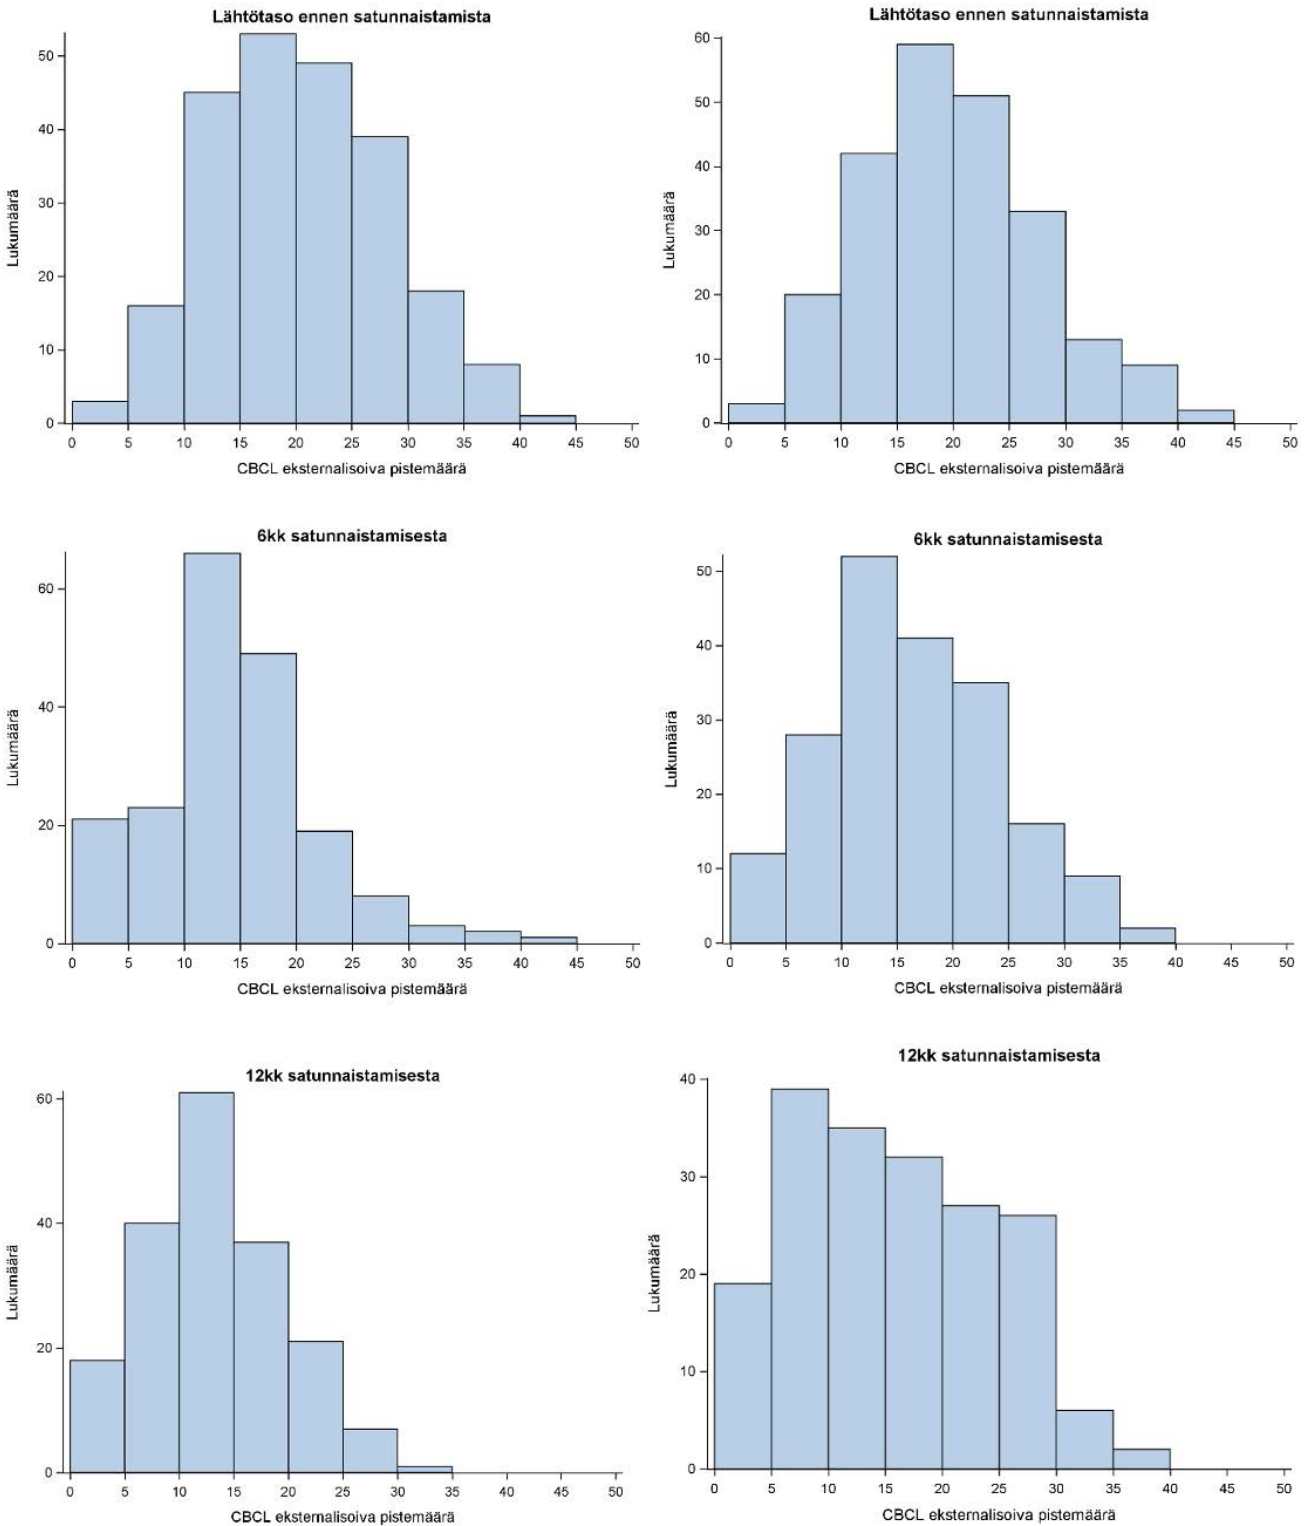 Lähtötaso ennen satunnaistamista
Lukumäärä
50
40
30
20
10
0
0 5 10 15 20 25 30 35 40 45 50
CBCL eksternalisoiva pistemäärä
Lähtötaso ennen satunnaistamista
Lukumäärä
60
50
40
30
20
10
0
0 5 10 15 20 25 30 35 40 45 50
CBCL eksternalisoiva pistemäärä
6kk satunnaistamisesta
Lukumäärä
60
40
20
0
0 5 10 15 20 25 30 35 40 45 50
CBCL eksternalisoiva pistemäärä
6kk satunnaistamisesta
Lukumäärä
50
40
30
20
10
0
0 5 10 15 20 25 30 35 40 45 50
CBCL eksternalisoiva pistemäärä
12kk satunnaistamisesta
Lukumäärä
60
40
20
0
0 5 10 15 20 25 30 35 40 45 50
CBCL eksternalisoiva pistemäärä
12kk satunnaistamisesta
Lukumäärä
40
30
20
10
0
0 5 10 15 20 25 30 35 40 45 50
CBCL eksternalisoiva pistemäärä